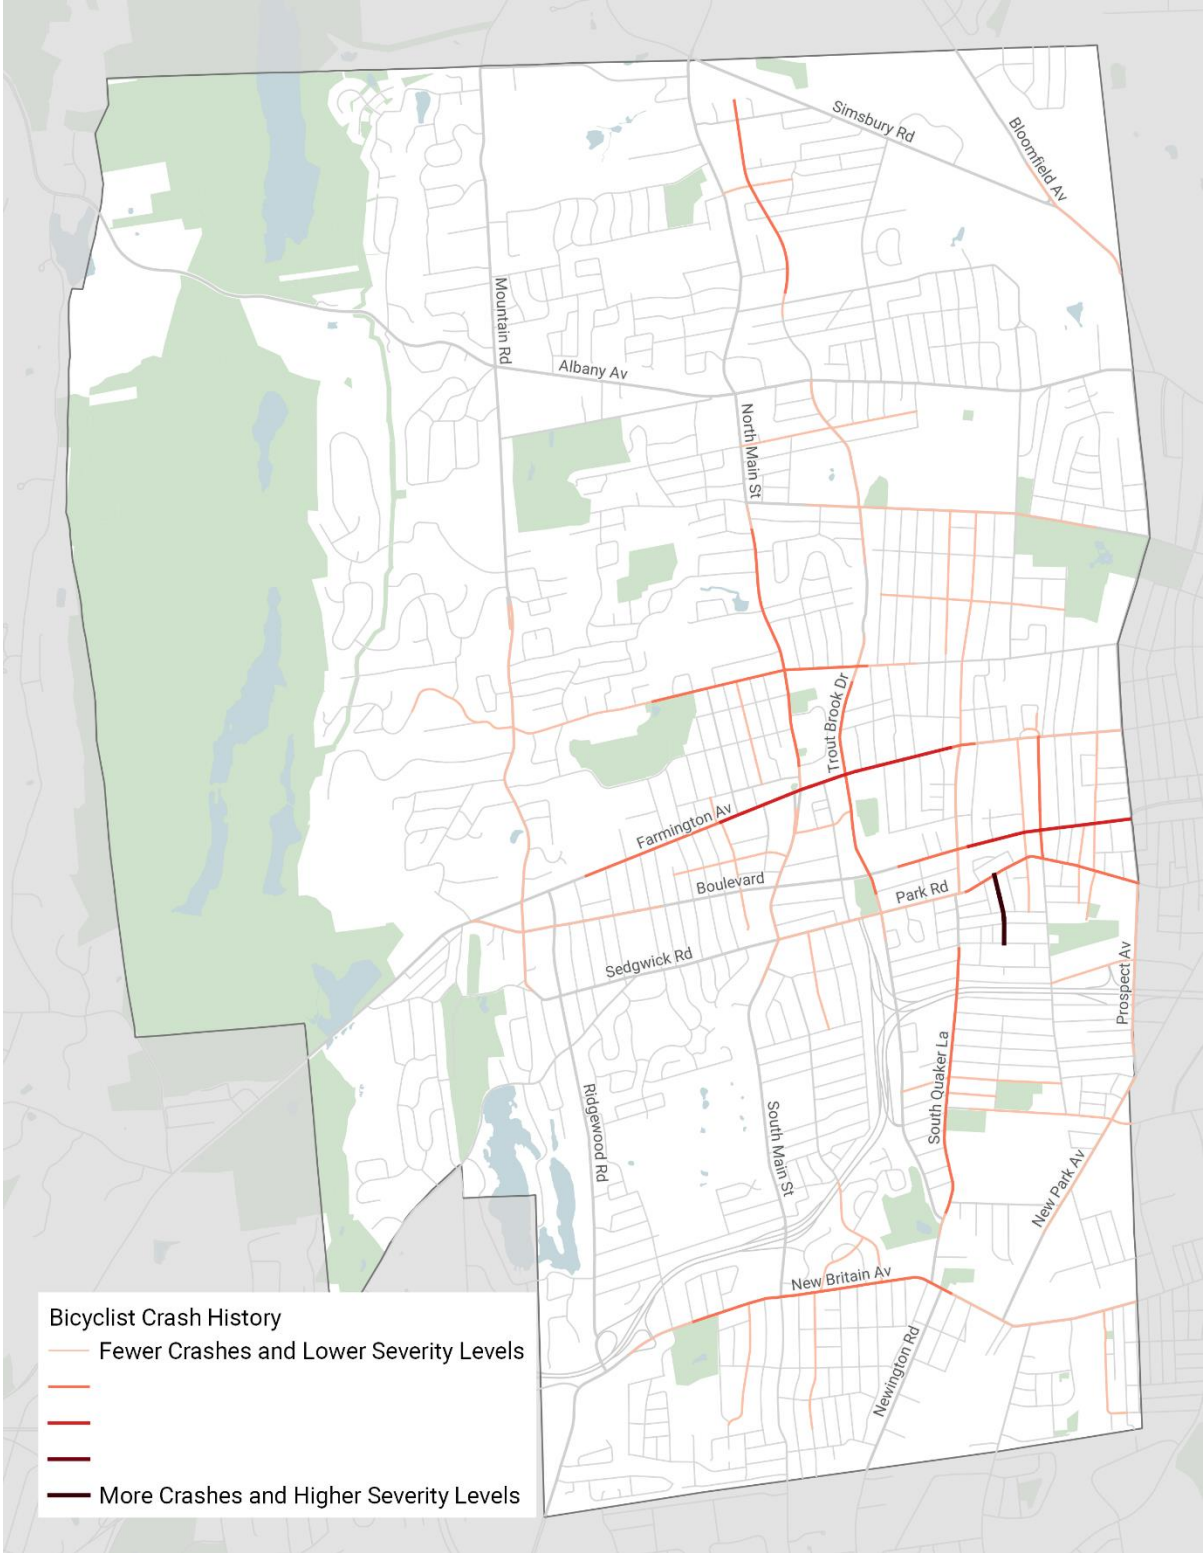 Simsbury Rd
Bloomfield Av
Mountain Rd
Albany Av
North Main St
Trout Brook Dr
Farmington Av
Boulevard
Park Rd
Sedgwick Rd
Prospect Av
South Quaker La
Ridgewood Rd
South Main St
New Park Av
New Britain Av
Newington Rd
Bicyclist Crash History
Fewer Crashes and Lower Severity Levels
More Crashes and Higher Severity Levels